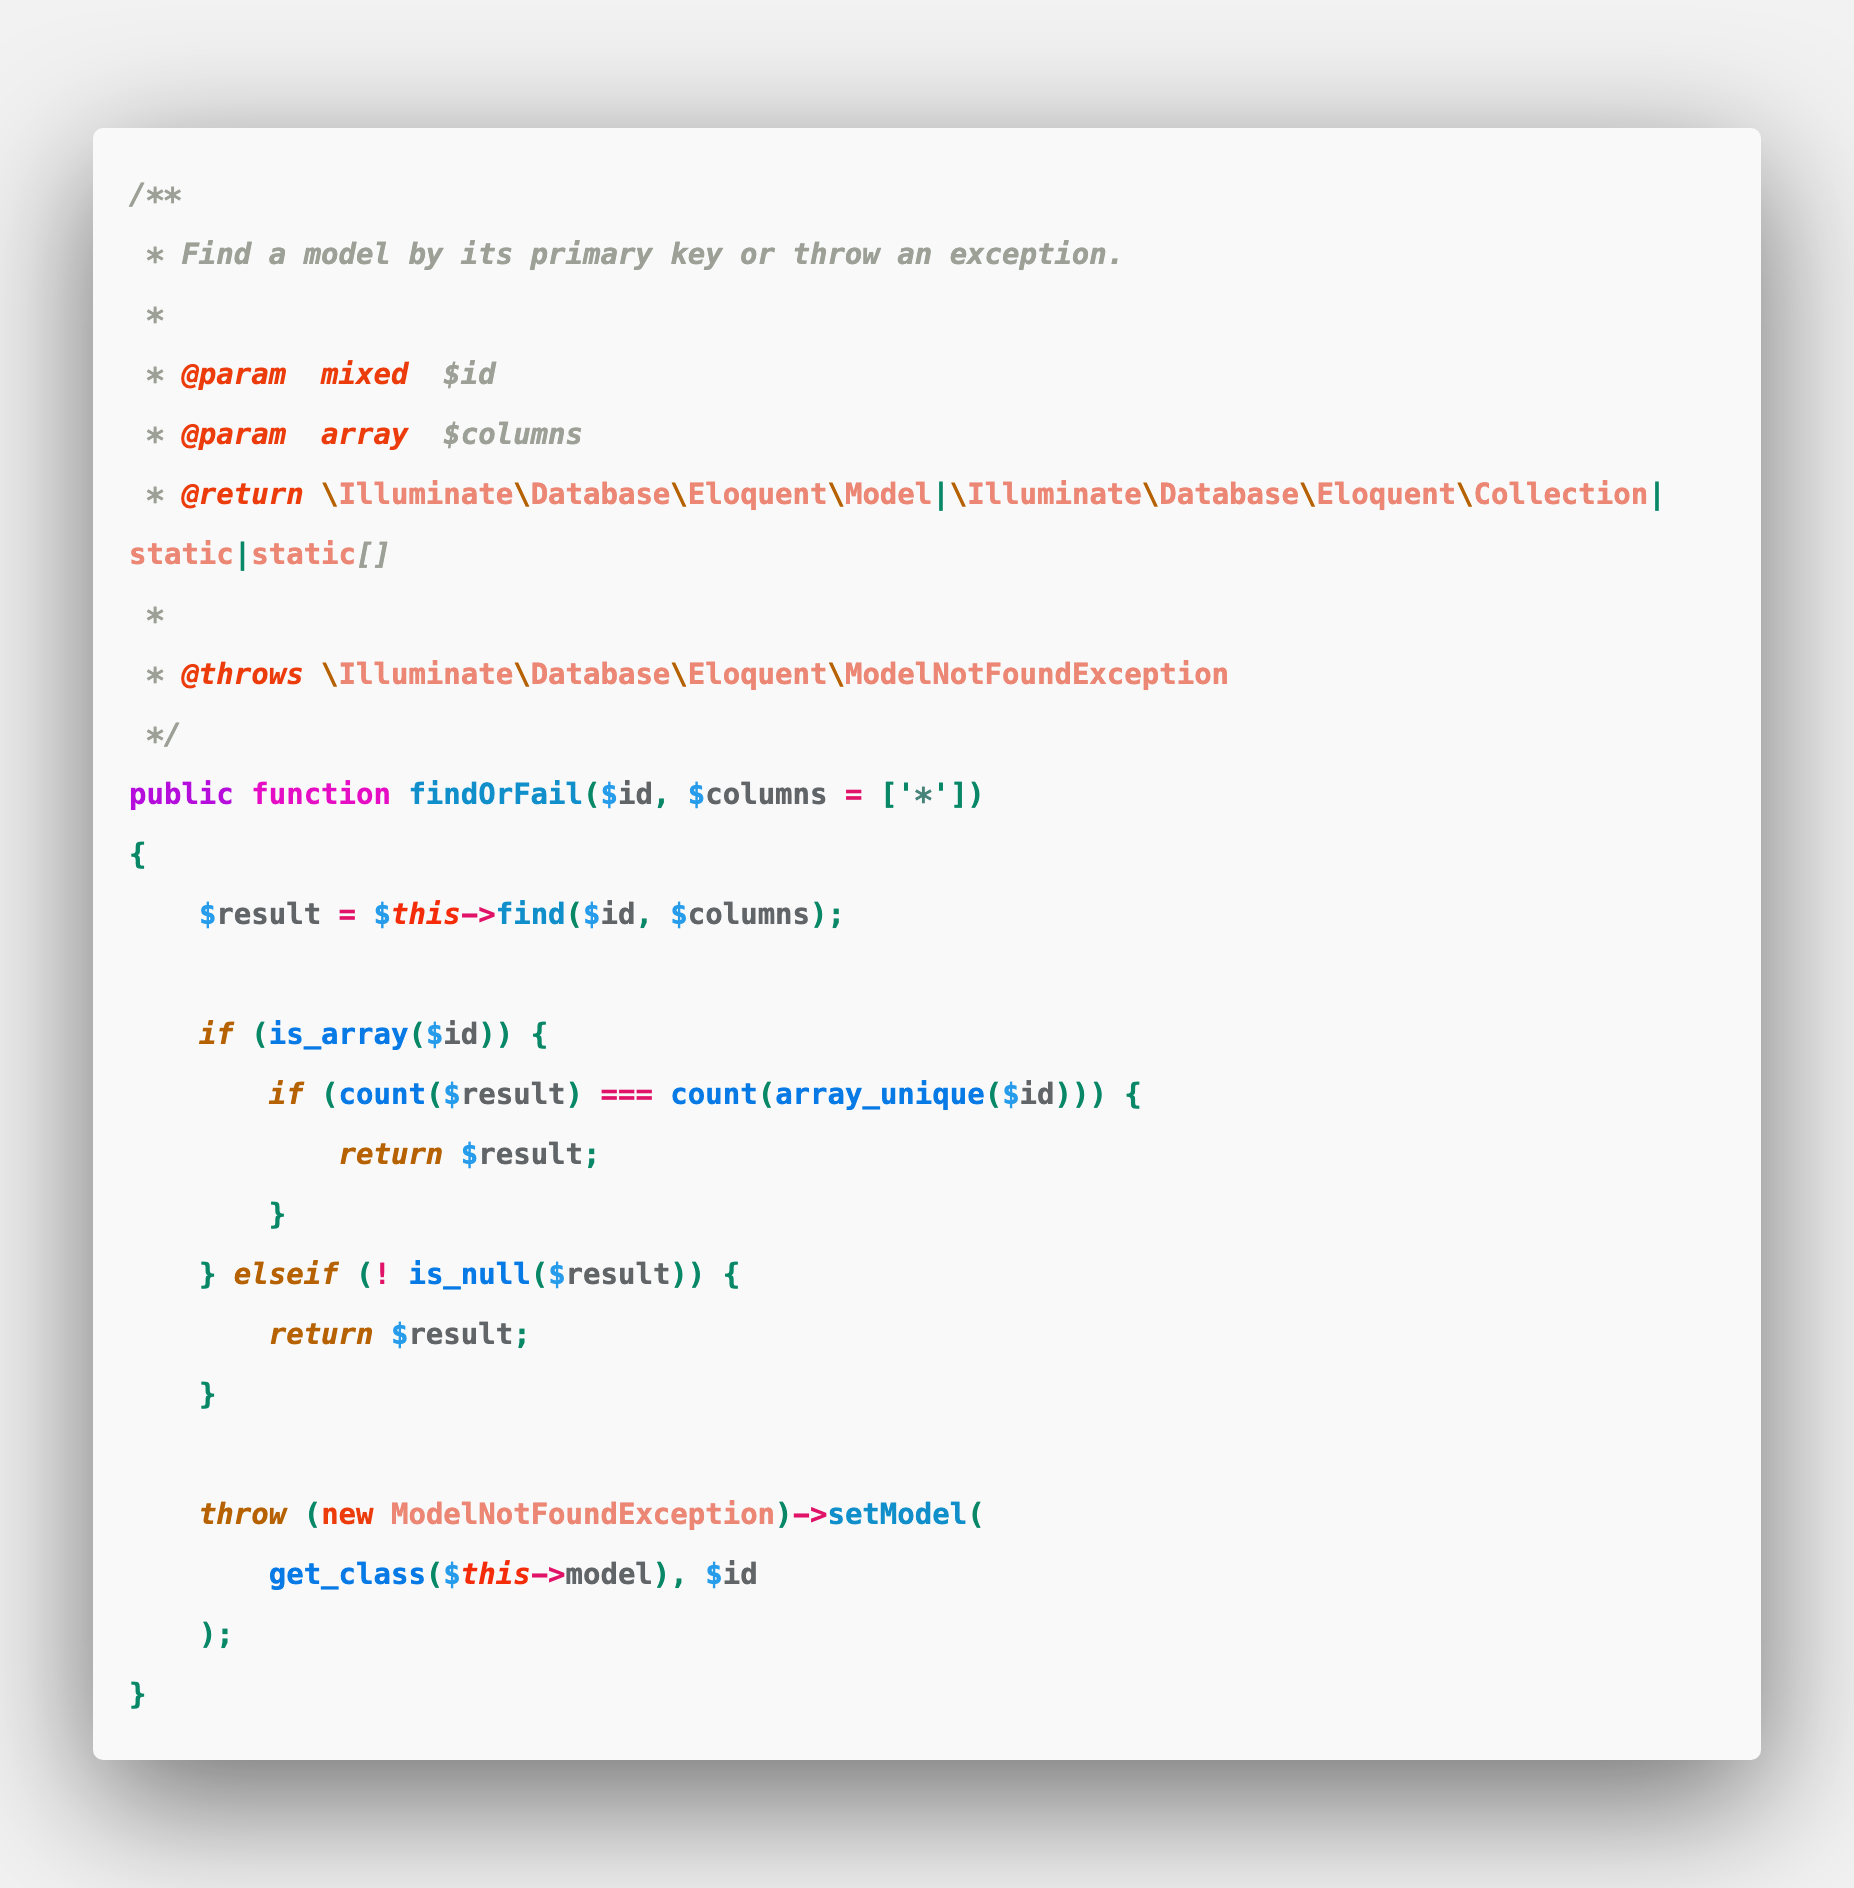 /**
 * Find a model by its primary key or throw an exception.
 *
 * @param  mixed  $id
 * @param  array  $columns
 * @return \Illuminate\Database\Eloquent\Model|\Illuminate\Database\Eloquent\Collection|
static|static[]
 *
 * @throws \Illuminate\Database\Eloquent\ModelNotFoundException
 */
public function findOrFail($id, $columns = ['*'])
{
    $result = $this->find($id, $columns);

    if (is_array($id)) {
        if (count($result) === count(array_unique($id))) {
            return $result;
        }
    } elseif (! is_null($result)) {
        return $result;
    }

    throw (new ModelNotFoundException)->setModel(
        get_class($this->model), $id
    );
}